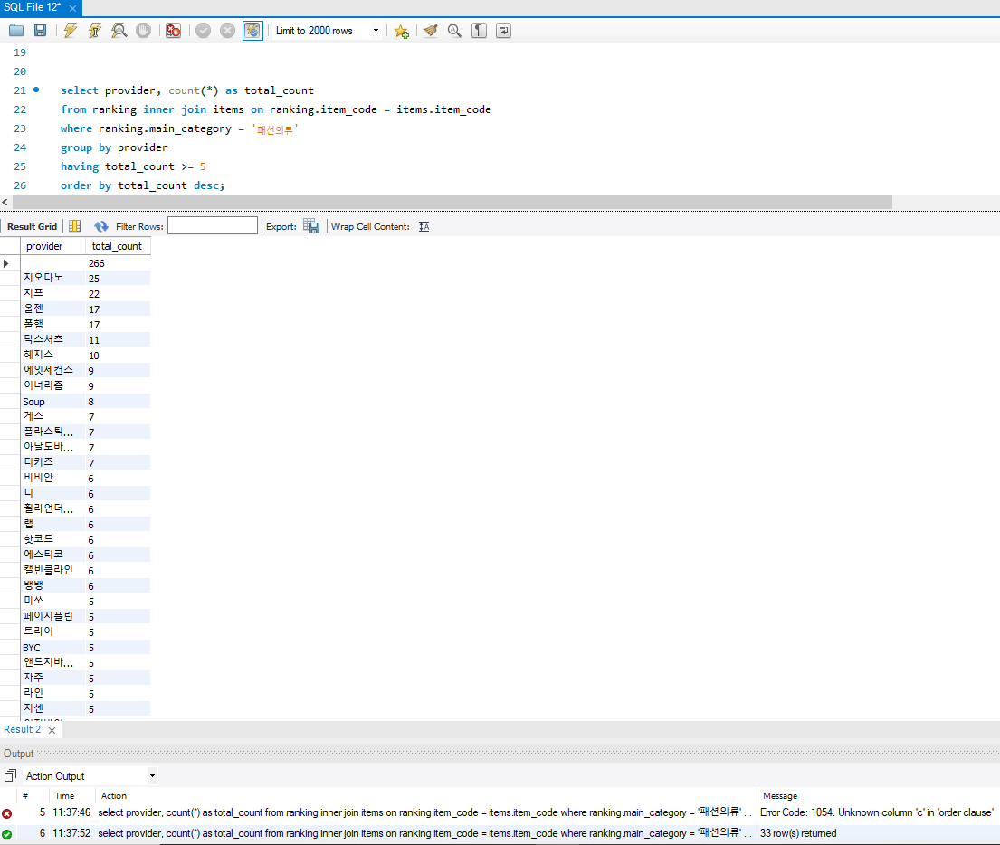 SQL File 12*
Limit to 2000 rows
19
20
21 select provider, count(*) as total_count
22 from ranking inner join items on ranking.item_code = items.item_code
23 where ranking.main_category = '패션의류'
24 group by provider
25 having total_count >= 5
26 order by total_count desc;
Result Grid Filter Rows: Export: Wrap Cell Content:
provider total_count
266
지오다노 25
지프 22
올젠 17
폴햄 17
닥스셔츠 11
헤지스 10
에잇세컨즈 9
이너리즘 9
Soup 8
게스 7
플라스틱... 7
아날도바... 7
디키즈 7
비비안 6
니 6
휠라언더... 6
랩 6
핫코드 6
에스티코 6
캘빈클라인 6
뱅뱅 6
미쏘 5
페이지플린 5
트라이 5
BYC 5
앤드지바... 5
자주 5
라인 5
지센 5
Result 2
Output
Action Output
# Time Action Message
5 11:37:46 select provider, count(*) as total_count from ranking inner join items on ranking.item_code = items.item_code where ranking.main_category = '패션의류' ... Error Code: 1054. Unknown column 'c' in 'order clause'
6 11:37:52 select provider, count(*) as total_count from ranking inner join items on ranking.item_code = items.item_code where ranking.main_category = '패션의류' ... 33 row(s) returned